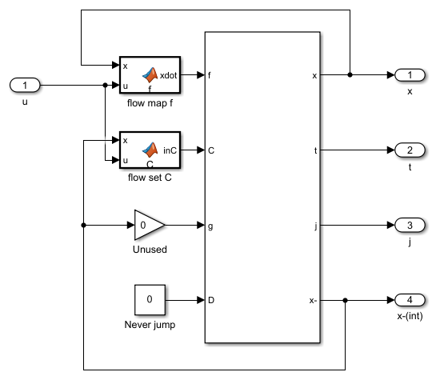 x
xdot
f
x
1
u
f
x
1
u
flow map f
x
inC
C
t
2
u
C
t
flow set C
0
g
j
3
Unused
j
0
D
x-
4
Never jump
x-(int)